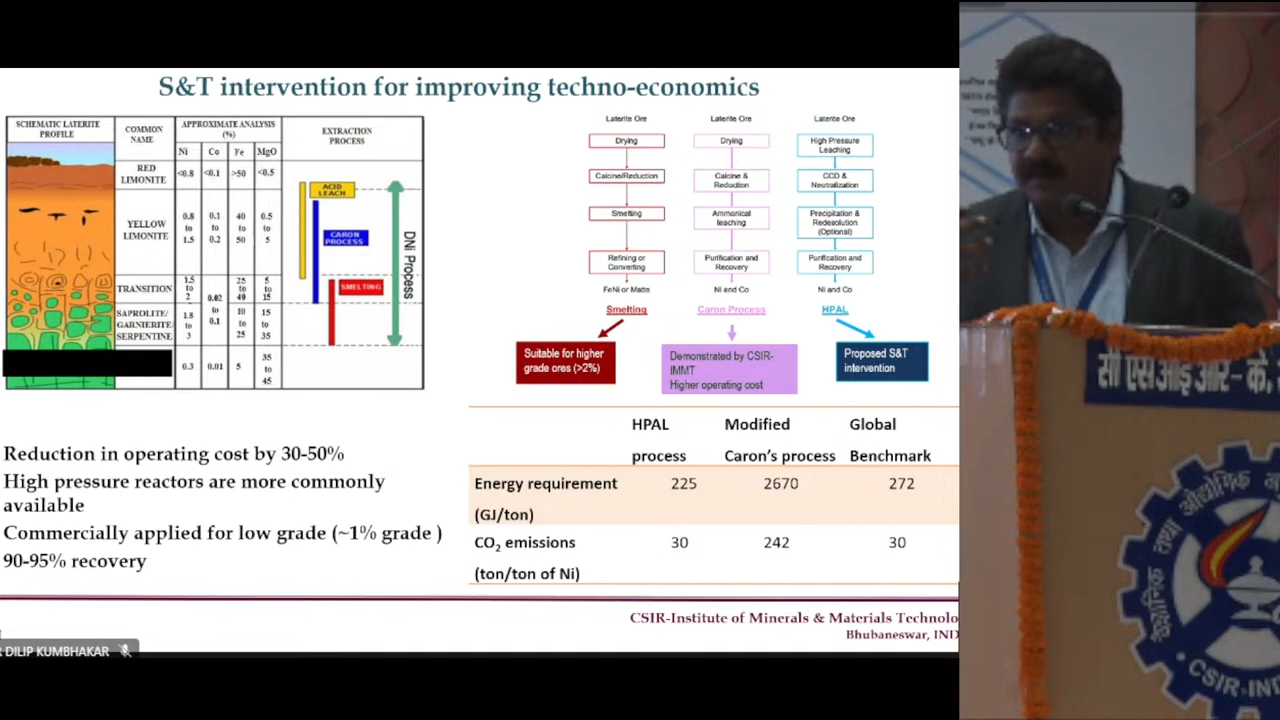 S&T intervention for improving techno-economics
SCHEMATIC LATERITE
PROFILE
COMMON
NAME
APPROXIMATE ANALYSIS
(%)
Ni Co Fe MgO
EXTRACTION
PROCESS
RED
LIMONITE
<0.8 <0.1 >50 <0.5
YELLOW
LIMONITE
0.8 0.1 40 0.5
to to to to
1.5 0.2 50 5
TRANSITION
1.5 25 5
to to to
2 40 15
0.02
to
0.1
SAPROLITE/
GARNIERITE/
SERPENTINE
1.8 10 15
to to to
3 25 35
0.3 0.01 5
35
to
45
ACID
LEACH
CARON
PROCESS
SMELTING
DNi Process
Laterite Ore
Drying
Calcine/Reduction
Smelting
Refining or
Converting
FeNi or Matte
Smelting
Suitable for higher
grade ores (>2%)
Laterite Ore
Drying
Calcine &
Reduction
Ammonical
leaching
Purification and
Recovery
Ni and Co
Caron Process
Demonstrated by CSIR-
IMMT
Higher operating cost
Laterite Ore
High Pressure
Leaching
CCD &
Neutralization
Precipitation &
Redesolution
(Optional)
Purification and
Recovery
Ni and Co
HPAL
Proposed S&T
intervention
Reduction in operating cost by 30-50%
High pressure reactors are more commonly
available
Commercially applied for low grade (~1% grade )
90-95% recovery
HPAL Modified Global
process Caron's process Benchmark
Energy requirement 225 2670 272
(GJ/ton)
CO2 emissions 30 242 30
(ton/ton of Ni)
CSIR-Institute of Minerals & Materials Technolo
Bhubaneswar, IND
DILIP KUMBHAKAR
सी एस आई आर - के.
CSIR-IND